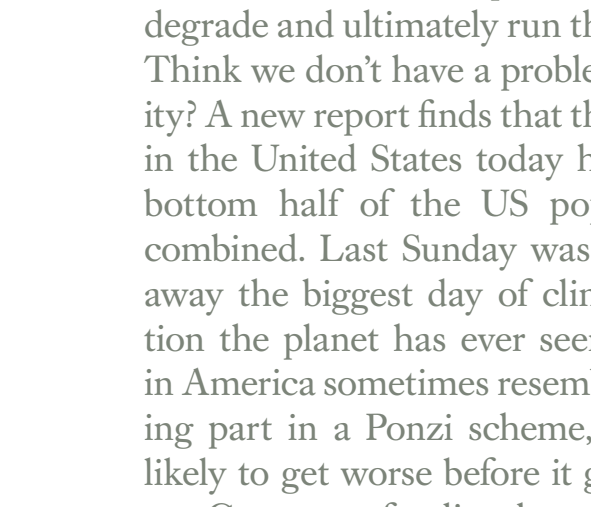 degrade and ultimately run
Think we don't have a
ity? A new report finds that
in the United States today
bottom half of the US
combined. Last Sunday was
away the biggest day of
tion the planet has ever
in America sometimes
ing part in a Ponzi scheme,
likely to get worse before it